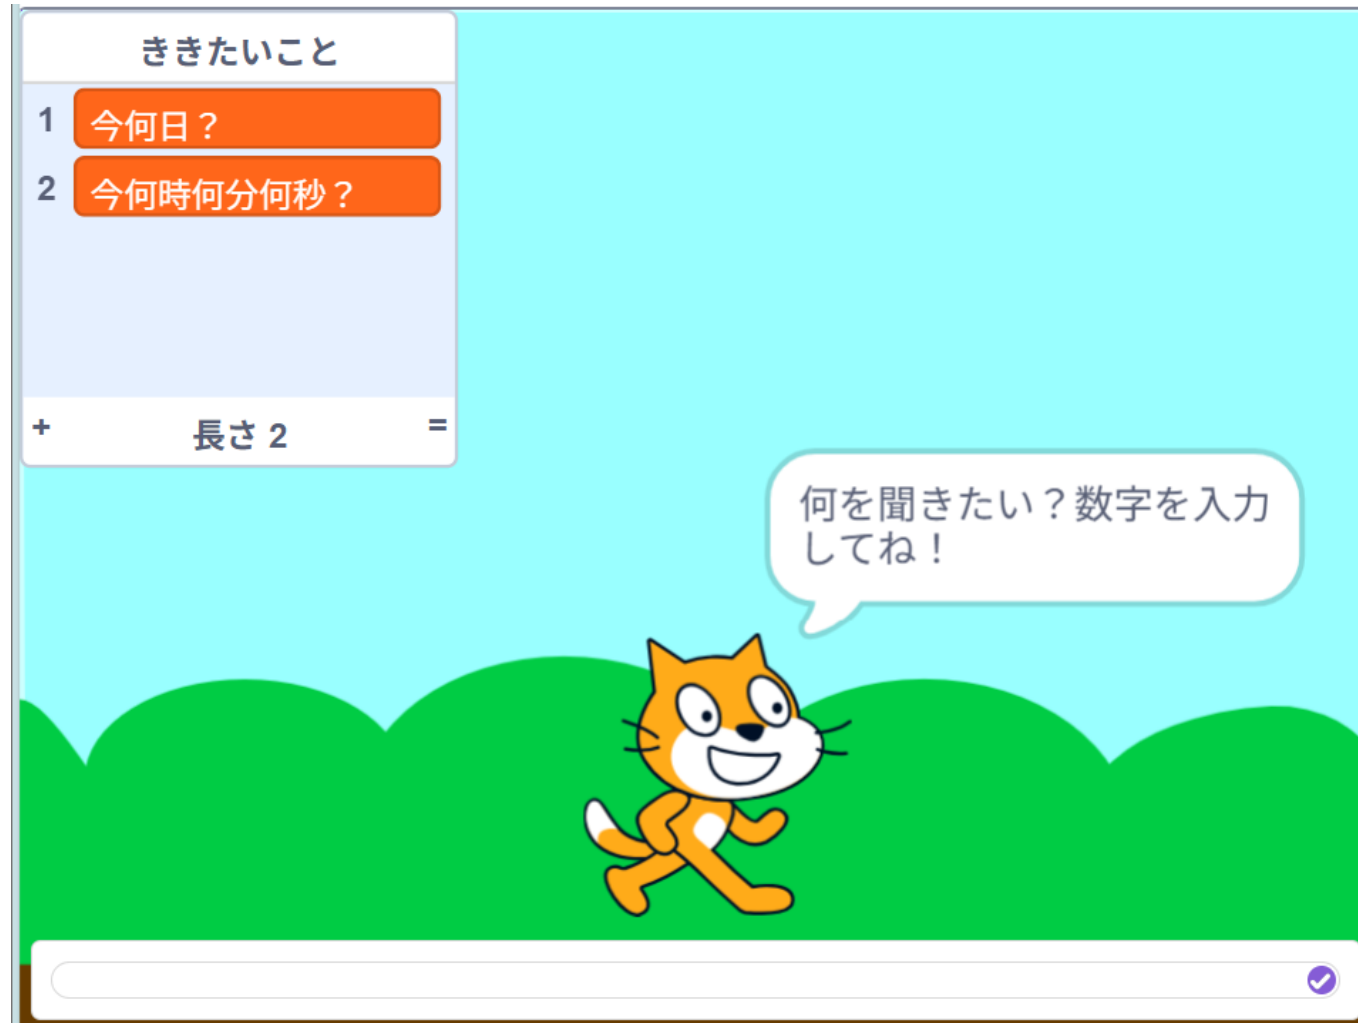 ききたいこと
1 今何日？
2 今何時何分何秒？
+ 長さ 2 =
何を聞きたい？数字を入力
してね！